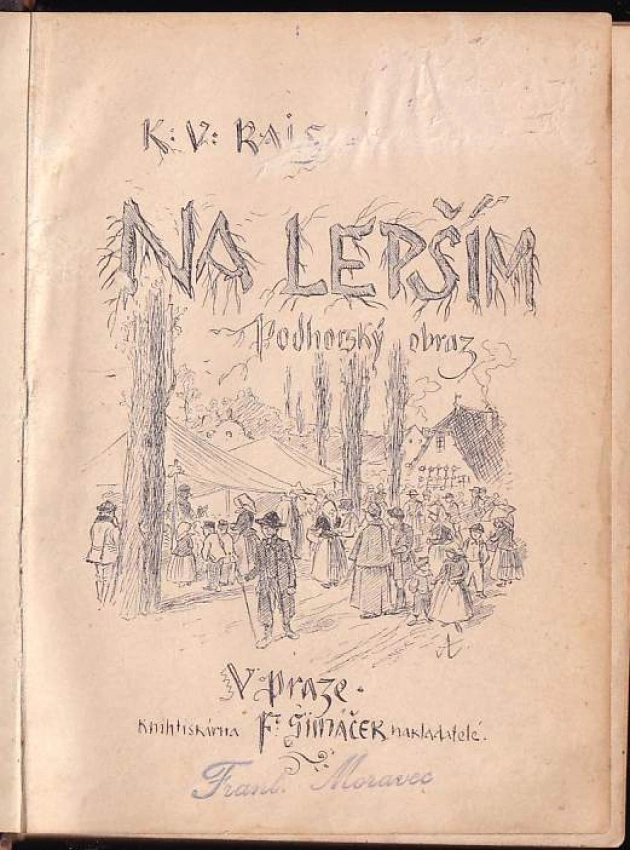 K. V. RAIS
NA LEPŠÍM
Podhorský obraz
V Praze.
Knihtiskárna F. ŠIMÁČEK nakladatelé.
Frant. Moravec